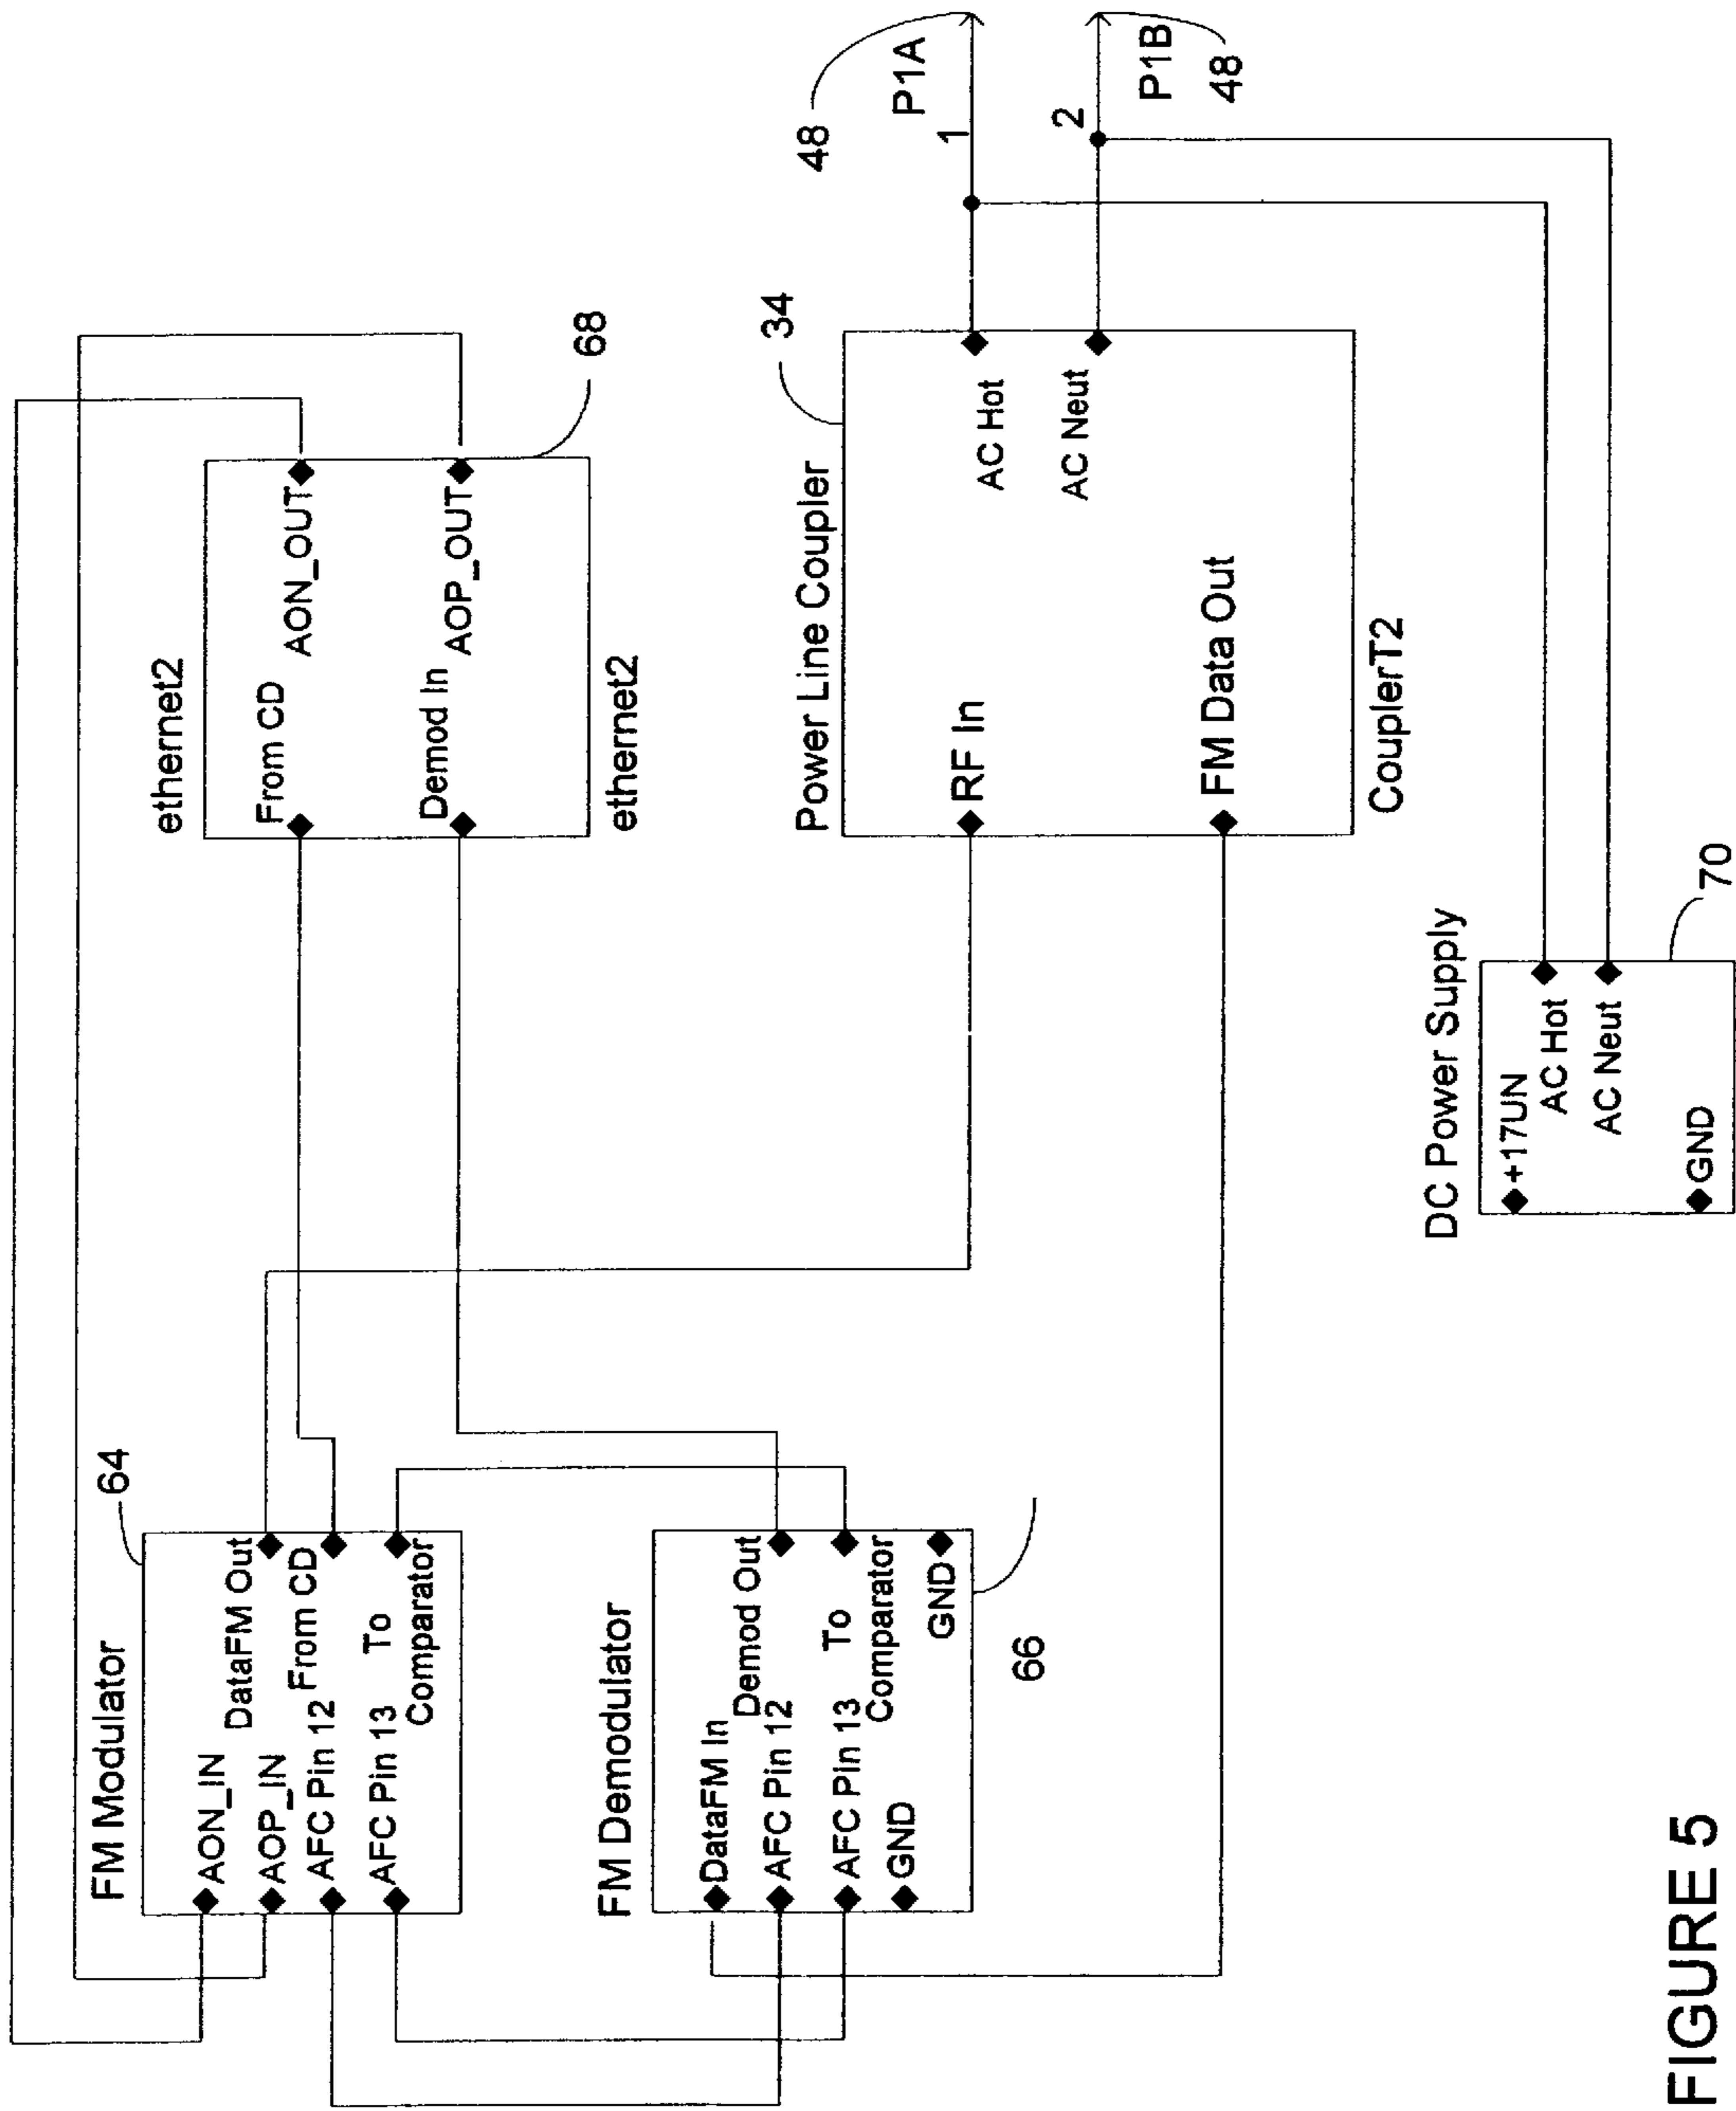 FM Modulator
64
AON_IN
DataFM Out
AOP_IN
AFC Pin 12
From CD
AFC Pin 13
To
Comparator
ethernet2
From CD
AON_OUT
Demod In
AOP_OUT
ethernet2
68
FM Demodulator
DataFM In
Demod Out
AFC Pin 12
AFC Pin 13
To
Comparator
GND
GND
66
Power Line Coupler
34
RF In
AC Hot
AC Neut
FM Data Out
CouplerT2
48
P1A
1
2
P1B
48
DC Power Supply
+17UN
AC Hot
AC Neut
GND
70
FIGURE 5